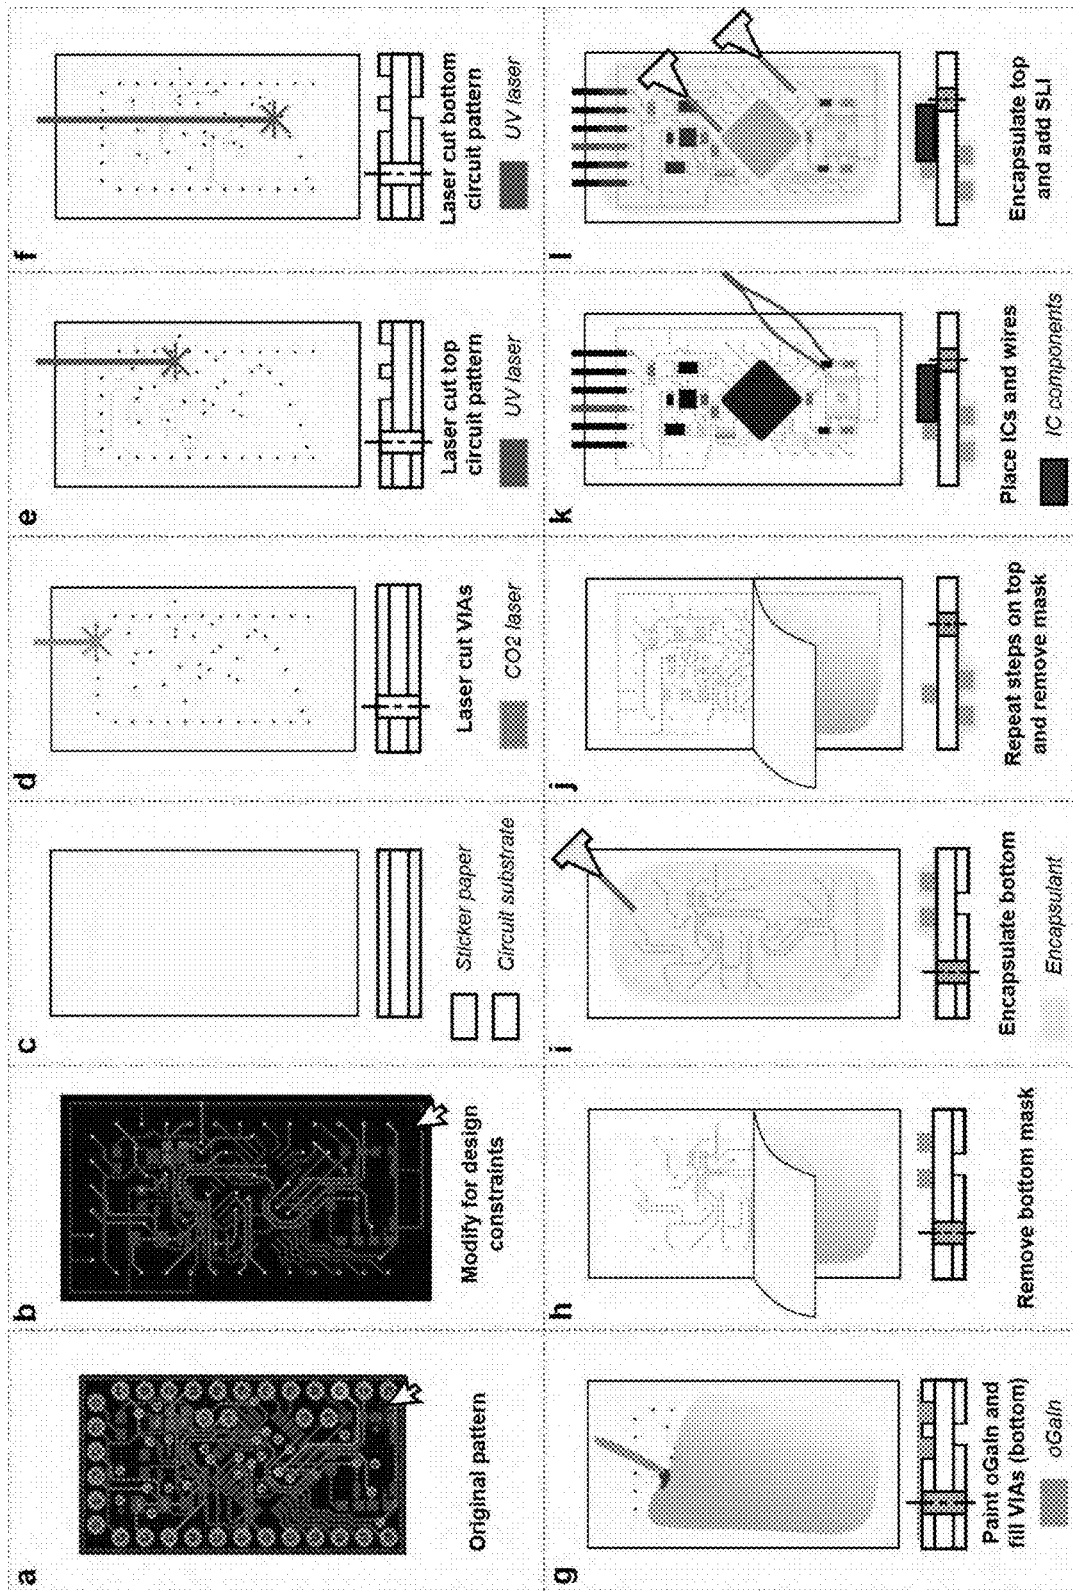 a
Original pattern
b
Modify for design
constraints
c
Sticker paper
Circuit substrate
d
Laser cut VIAs
CO2 laser
e
Laser cut top
circuit pattern
UV laser
f
Laser cut bottom
circuit pattern
UV laser
g
Paint oGaIn and
fill VIAs (bottom)
oGaIn
h
Remove bottom mask
i
Encapsulate bottom
Encapsulant
j
Repeat steps on top
and remove mask
k
Place ICs and wires
IC components
l
Encapsulate top
and add SLI